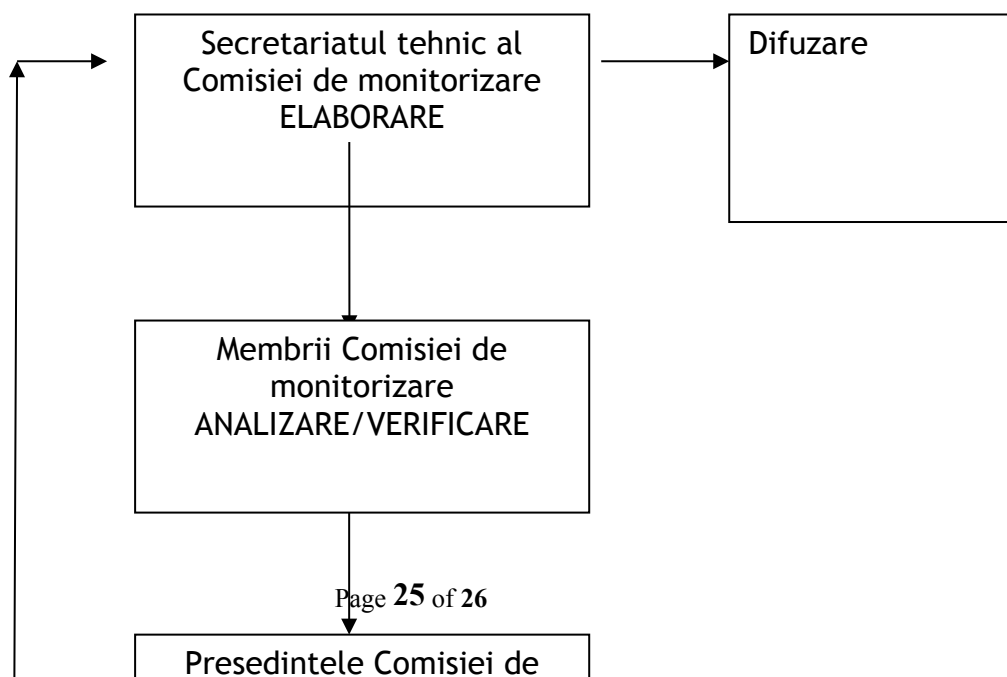 Secretariatul tehnic al
Comisiei de monitorizare
ELABORARE
Difuzare
Membrii Comisiei de
monitorizare
ANALIZARE/VERIFICARE
Page 25 of 26
Presedintele Comisiei de